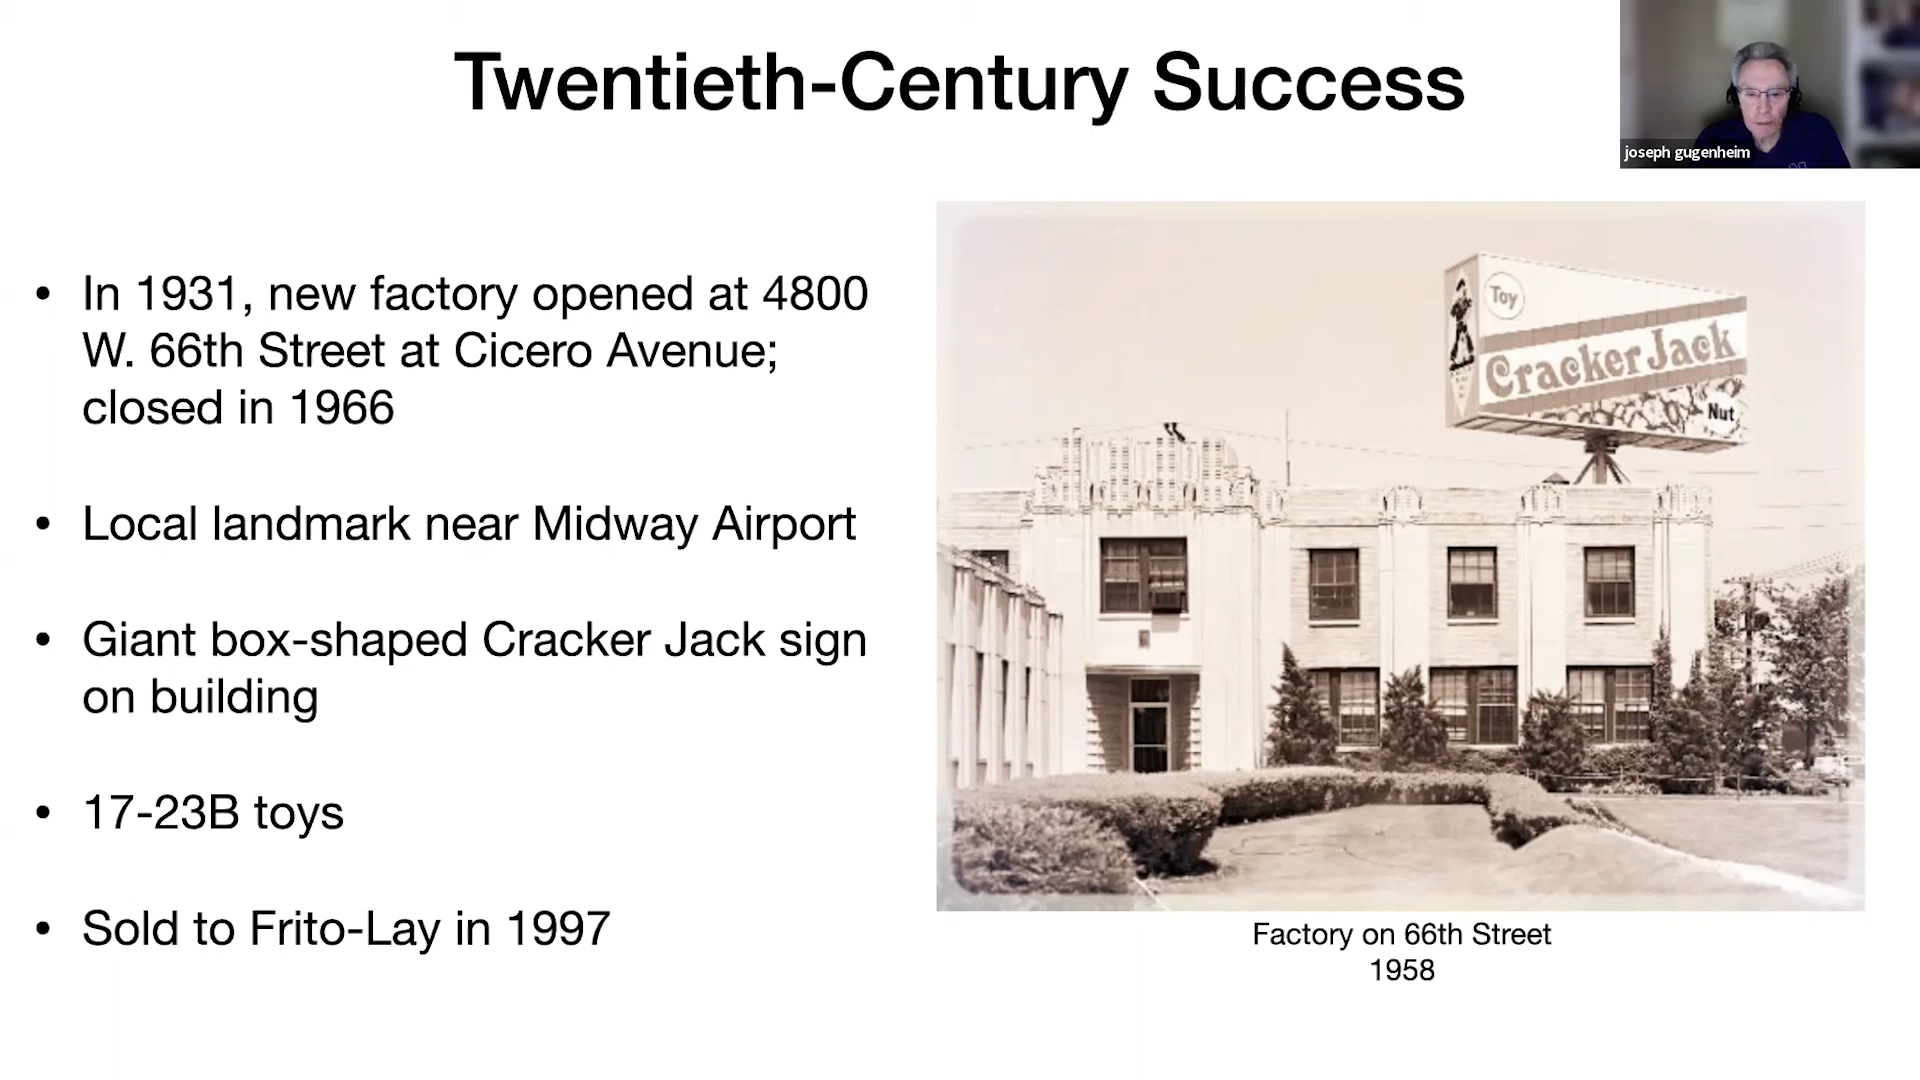 Twentieth-Century Success
joseph gugenheim
• In 1931, new factory opened at 4800
W. 66th Street at Cicero Avenue;
closed in 1966
• Local landmark near Midway Airport
• Giant box-shaped Cracker Jack sign
on building
• 17-23B toys
• Sold to Frito-Lay in 1997
Toy
Cracker Jack
Nut
Factory on 66th Street
1958